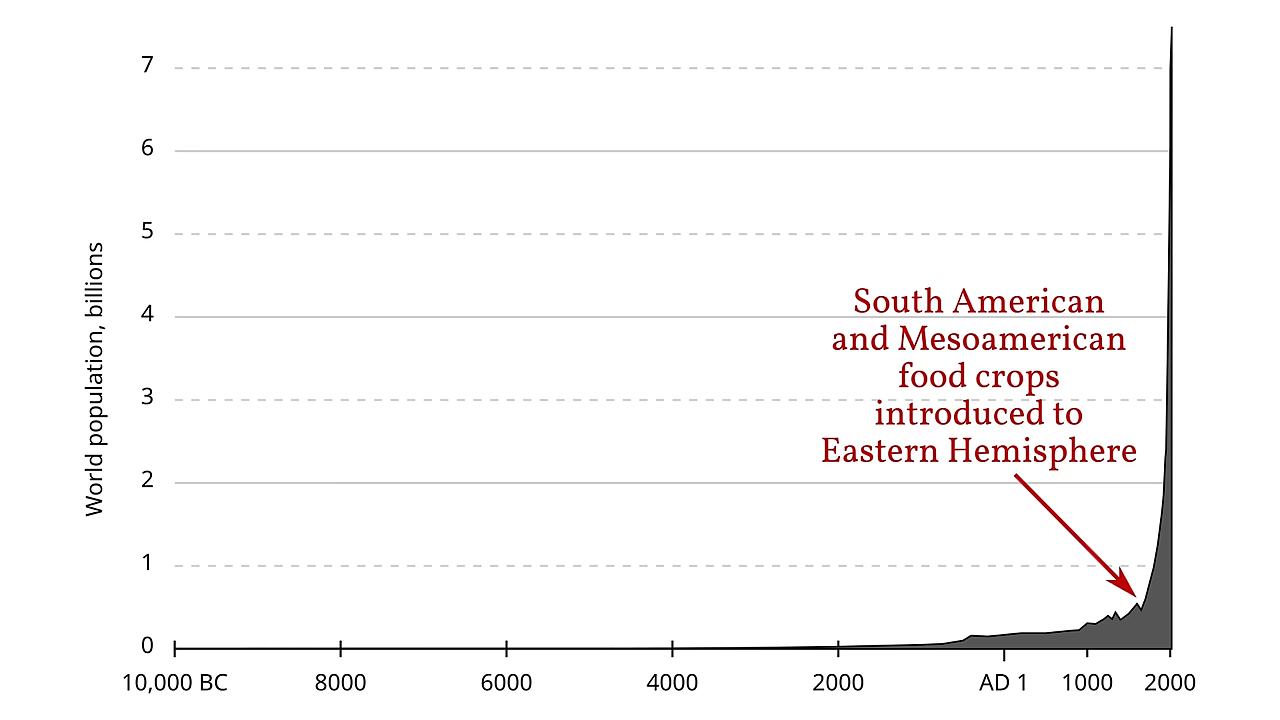 7
6
5
4
3
2
1
0
World population, billions
South American
and Mesoamerican
food crops
introduced to
Eastern Hemisphere
10,000 BC
8000
6000
4000
2000
AD 1
1000
2000